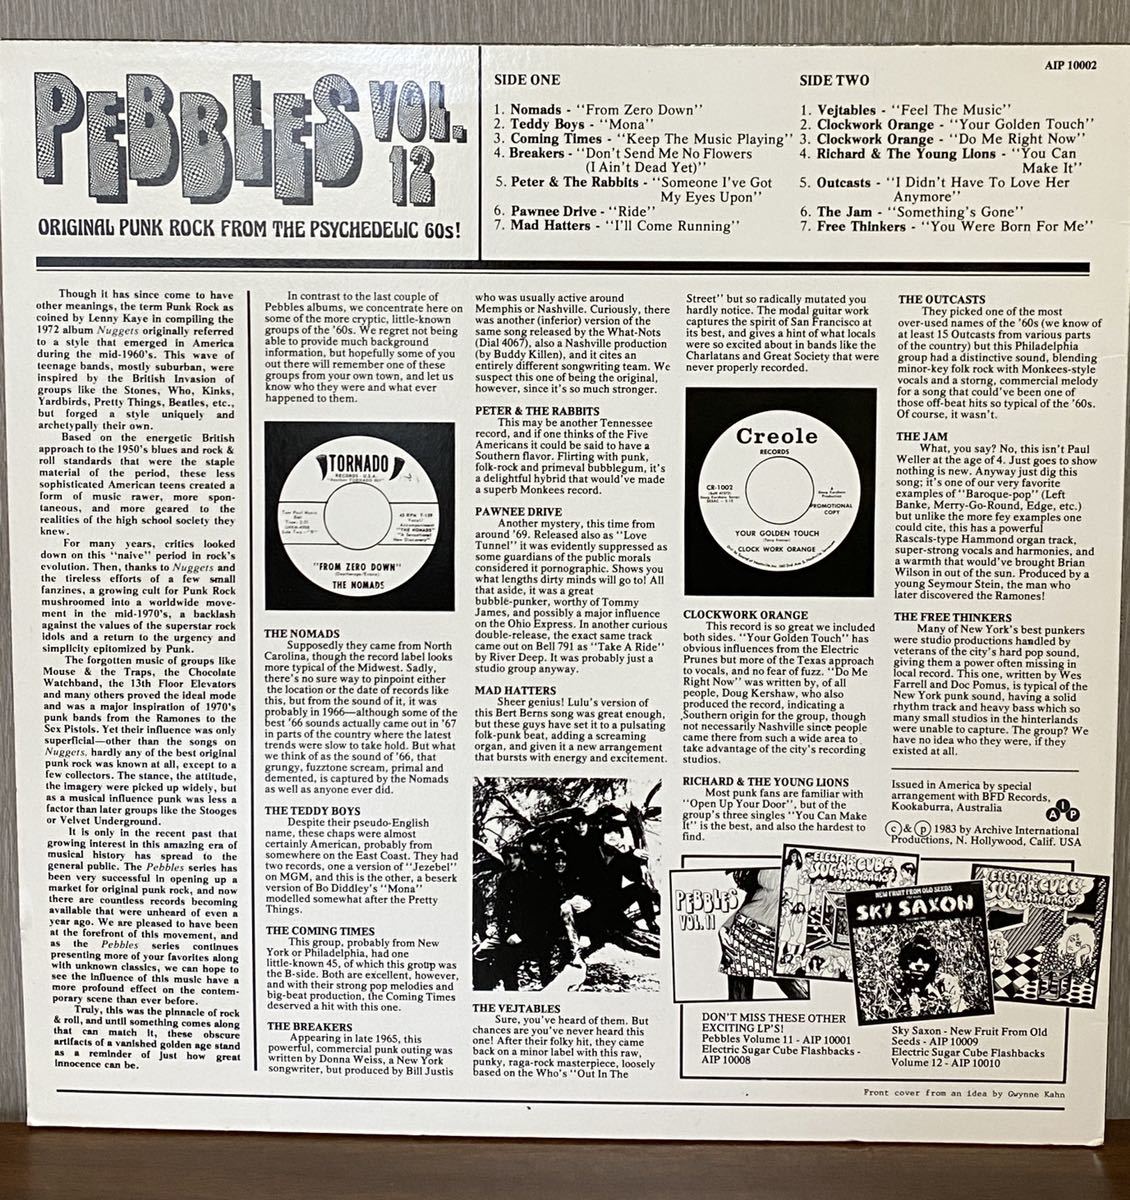 AIP 10002
PEBBLES VOL. 12
ORIGINAL PUNK ROCK FROM THE PSYCHEDELIC 60s!
SIDE ONE
1. Nomads - "From Zero Down"
2. Teddy Boys - "Mona"
3. Coming Times - "Keep The Music Playing"
4. Breakers - "Don't Send Me No Flowers
(I Ain't Dead Yet)"
5. Peter & The Rabbits - "Someone I've Got
My Eyes Upon"
6. Pawnee Drive - "Ride"
7. Mad Hatters - "I'll Come Running"
SIDE TWO
1. Vejtables - "Feel The Music"
2. Clockwork Orange - "Your Golden Touch"
3. Clockwork Orange - "Do Me Right Now"
4. Richard & The Young Lions - "You Can
Make It"
5. Outcasts - "I Didn't Have To Love Her
Anymore"
6. The Jam - "Something's Gone"
7. Free Thinkers - "You Were Born For Me"
Though it has since come to have
other meanings, the term Punk Rock as
coined by Lenny Kaye in compiling the
1972 album Nuggets originally referred
to a style that emerged in America
during the mid-1960's. This wave of
teenage bands, mostly suburban, were
inspired by the British Invasion of
groups like the Stones, Who, Kinks,
Yardbirds, Pretty Things, Beatles, etc.,
but forged a style uniquely and
archetypally their own.
Based on the energetic British
approach to the 1950's blues and rock &
roll standards that were the staple
material of the period, these less
sophisticated American teens created a
form of music rawer, more spon-
taneous, and more geared to the
realities of the high school society they
knew.
For many years, critics looked
down on this "naive" period in rock's
evolution. Then, thanks to Nuggets and
the tireless efforts of a few small
fanzines, a growing cult for Punk Rock
mushroomed into a worldwide move-
ment in the mid-1970's, a backlash
against the values of the superstar rock
idols and a return to the urgency and
simplicity epitomized by Punk.
The forgotten music of groups like
Mouse & the Traps, the Chocolate
Watchband, the 13th Floor Elevators
and many others proved the ideal mode
and was a major inspiration of 1970's
punk bands from the Ramones to the
Sex Pistols. Yet their influence was only
superficial—other than the songs on
Nuggets, hardly any of the best original
punk rock was known at all, except to a
few collectors. The stance, the attitude,
the imagery were picked up widely, but
as a musical influence punk was less a
factor than later groups like the Stooges
or Velvet Underground.
It is only in the recent past that
growing interest in this amazing era of
musical history has spread to the
general public. The Pebbles series has
been very successful in opening up a
market for original punk rock, and now
there are countless records becoming
available that were unheard of even a
year ago. We are pleased to have been
at the forefront of this movement, and
as the Pebbles series continues
presenting more of your favorites along
with unknown classics, we can hope to
see the influence of this music have a
more profound effect on the contem-
porary scene than ever before.
Truly, this was the pinnacle of rock
& roll, and until something comes along
that can match it, these obscure
artifacts of a vanished golden age stand
as a reminder of just how great
innocence can be.
In contrast to the last couple of
Pebbles albums, we concentrate here on
some of the more cryptic, little-known
groups of the '60s. We regret not being
able to provide much background
information, but hopefully some of you
out there will remember one of these
groups from your own town, and let us
know who they were and what ever
happened to them.
TORNADO
RECORDS - U.S.A.
45 RPM T-159
"FROM ZERO DOWN"
THE NOMADS
THE NOMADS
Supposedly they came from North
Carolina, though the record label looks
more typical of the Midwest. Sadly,
there's no sure way to pinpoint either
the location or the date of records like
this, but from the sound of it, it was
probably in 1966—although some of the
best '66 sounds actually came out in '67
in parts of the country where the latest
trends were slow to take hold. But what
we think of as the sound of '66, that
grungy, fuzztone scream, primal and
demented, is captured by the Nomads
as well as anyone ever did.
THE TEDDY BOYS
Despite their pseudo-English
name, these chaps were almost
certainly American, probably from
somewhere on the East Coast. They had
two records, one a version of "Jezebel"
on MGM, and this is the other, a beserk
version of Bo Diddley's "Mona"
modelled somewhat after the Pretty
Things.
THE COMING TIMES
This group, probably from New
York or Philadelphia, had one
little-known 45, of which this group was
the B-side. Both are excellent, however,
and with their strong pop melodies and
big-beat production, the Coming Times
deserved a hit with this one.
THE BREAKERS
Appearing in late 1965, this
powerful, commercial punk outing was
written by Donna Weiss, a New York
songwriter, but produced by Bill Justis
who was usually active around
Memphis or Nashville. Curiously, there
was another (inferior) version of the
same song released by the What-Nots
(Dial 4067), also a Nashville production
(by Buddy Killen), and it cites an
entirely different songwriting team. We
suspect this one of being the original,
however, since it's so much stronger.
PETER & THE RABBITS
This may be another Tennessee
record, and if one thinks of the Five
Americans it could be said to have a
Southern flavor. Flirting with punk,
folk-rock and primeval bubblegum, it's
a delightful hybrid that would've made
a superb Monkees record.
PAWNEE DRIVE
Another mystery, this time from
around '69. Released also as "Love
Tunnel" it was evidently suppressed as
some guardians of the public morals
considered it pornographic. Shows you
what lengths dirty minds will go to! All
that aside, it was a great
bubble-punker, worthy of Tommy
James, and possibly a major influence
on the Ohio Express. In another curious
double-release, the exact same track
came out on Bell 791 as "Take A Ride"
by River Deep. It was probably just a
studio group anyway.
MAD HATTERS
Sheer genius! Lulu's version of
this Bert Berns song was great enough,
but these guys have set it to a pulsating
folk-punk beat, adding a screaming
organ, and given it a new arrangement
that bursts with energy and excitement.
THE VEJTABLES
Sure, you've heard of them. But
chances are you've never heard this
one! After their folky hit, they came
back on a minor label with this raw,
punky, raga-rock masterpiece, loosely
based on the Who's "Out In The
Street" but so radically mutated you
hardly notice. The modal guitar work
captures the spirit of San Francisco at
its best, and gives a hint of what locals
were so excited about in bands like the
Charlatans and Great Society that were
never properly recorded.
Creole
RECORDS
CR-1002
PROMOTIONAL
COPY
YOUR GOLDEN TOUCH
CLOCK WORK ORANGE
CLOCKWORK ORANGE
This record is so great we included
both sides. "Your Golden Touch" has
obvious influences from the Electric
Prunes but more of the Texas approach
to vocals, and no fear of fuzz. "Do Me
Right Now" was written by, of all
people, Doug Kershaw, who also
produced the record, indicating a
Southern origin for the group, though
not necessarily Nashville since people
came there from such a wide area to
take advantage of the city's recording
studios.
RICHARD & THE YOUNG LIONS
Most punk fans are familiar with
"Open Up Your Door", but of the
group's three singles "You Can Make
It" is the best, and also the hardest to
find.
THE OUTCASTS
They picked one of the most
over-used names of the '60s (we know of
at least 15 Outcasts from various parts
of the country) but this Philadelphia
group had a distinctive sound, blending
minor-key folk rock with Monkees-style
vocals and a storng, commercial melody
for a song that could've been one of
those off-beat hits so typical of the '60s.
Of course, it wasn't.
THE JAM
What, you say? No, this isn't Paul
Weller at the age of 4. Just goes to show
nothing is new. Anyway just dig this
song; it's one of our very favorite
examples of "Baroque-pop" (Left
Banke, Merry-Go-Round, Edge, etc.)
but unlike the more fey examples one
could cite, this has a powerful
Rascals-type Hammond organ track,
super-strong vocals and harmonies, and
a warmth that would've brought Brian
Wilson in out of the sun. Produced by a
young Seymour Stein, the man who
later discovered the Ramones!
THE FREE THINKERS
Many of New York's best punkers
were studio productions handled by
veterans of the city's hard pop sound,
giving them a power often missing in
local record. This one, written by Wes
Farrell and Doc Pomus, is typical of the
New York punk sound, having a solid
rhythm track and heavy bass which so
many small studios in the hinterlands
were unable to capture. The group? We
have no idea who they were, if they
existed at all.
Issued in America by special
arrangement with BFD Records,
Kookaburra, Australia
AIP
©&℗ 1983 by Archive International
Productions, N. Hollywood, Calif. USA
PEBBLES
VOL. 11
ELECTRIC
SUGARCUBE
FLASHBACKS
NEW FRUIT FROM OLD SEEDS
SKY SAXON
ELECTRIC
SUGARCUBE
FLASHBACKS
DON'T MISS THESE OTHER
EXCITING LP'S!
Pebbles Volume 11 - AIP 10001
Electric Sugar Cube Flashbacks -
AIP 10008
Sky Saxon - New Fruit From Old
Seeds - AIP 10009
Electric Sugar Cube Flashbacks
Volume 12 - AIP 10010
Front cover from an idea by Gwynne Kahn